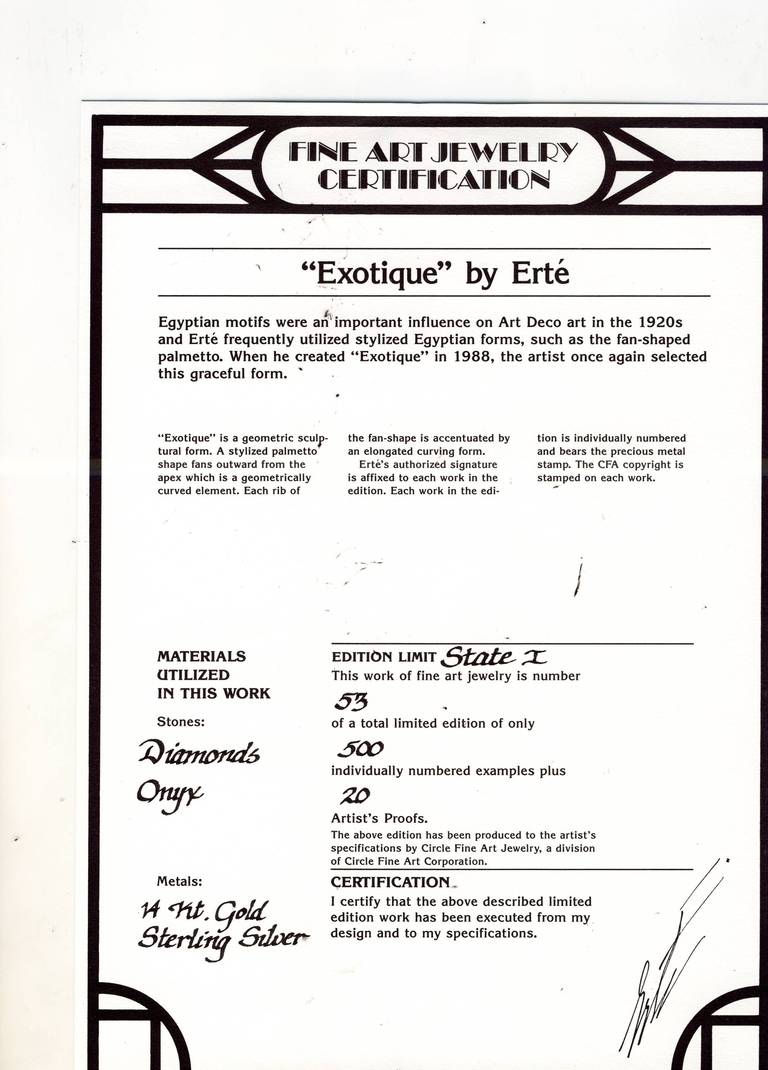 FINE ART JEWELRY
CERTIFICATION
“Exotique” by Erté
Egyptian motifs were an important influence on Art Deco art in the 1920s
and Erté frequently utilized stylized Egyptian forms, such as the fan-shaped
palmetto. When he created “Exotique” in 1988, the artist once again selected
this graceful form.
“Exotique” is a geometric sculp-
tural form. A stylized palmetto
shape fans outward from the
apex which is a geometrically
curved element. Each rib of
the fan-shape is accentuated by
an elongated curving form.
Erté's authorized signature
is affixed to each work in the
edition. Each work in the edi-
tion is individually numbered
and bears the precious metal
stamp. The CFA copyright is
stamped on each work.
MATERIALS
UTILIZED
IN THIS WORK
Stones:
Diamonds
Onyx
Metals:
14 Kt. Gold
Sterling Silver
EDITION LIMIT State I
This work of fine art jewelry is number
53
of a total limited edition of only
500
individually numbered examples plus
20
Artist's Proofs.
The above edition has been produced to the artist's
specifications by Circle Fine Art Jewelry, a division
of Circle Fine Art Corporation.
CERTIFICATION
I certify that the above described limited
edition work has been executed from my
design and to my specifications.
Erté